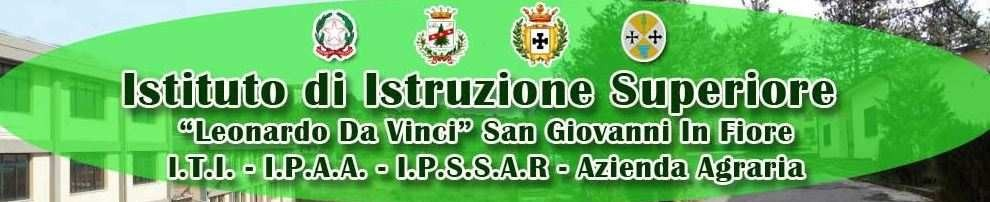 Istituto di Istruzione Superiore
“Leonardo Da Vinci” San Giovanni In Fiore
I.T.I. - I.P.A.A. - I.P.S.S.A.R - Azienda Agraria